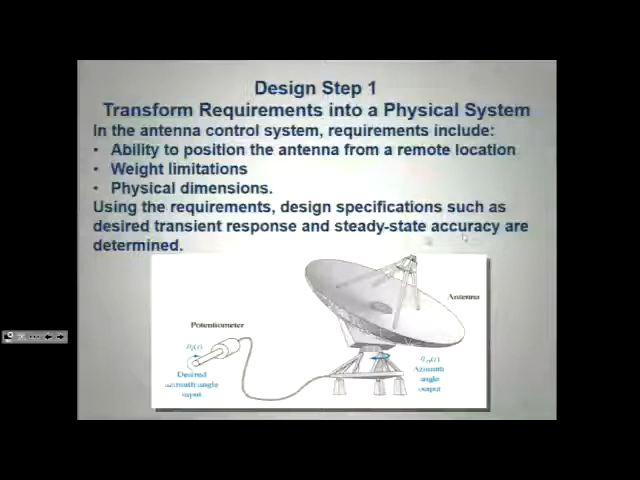 Design Step 1
Transform Requirements into a Physical System
In the antenna control system, requirements include:
• Ability to position the antenna from a remote location
• Weight limitations
• Physical dimensions.
Using the requirements, design specifications such as
desired transient response and steady-state accuracy are
determined.
Antenna
Potentiometer
Desired
azimuth angle
input
Azimuth
angle
output